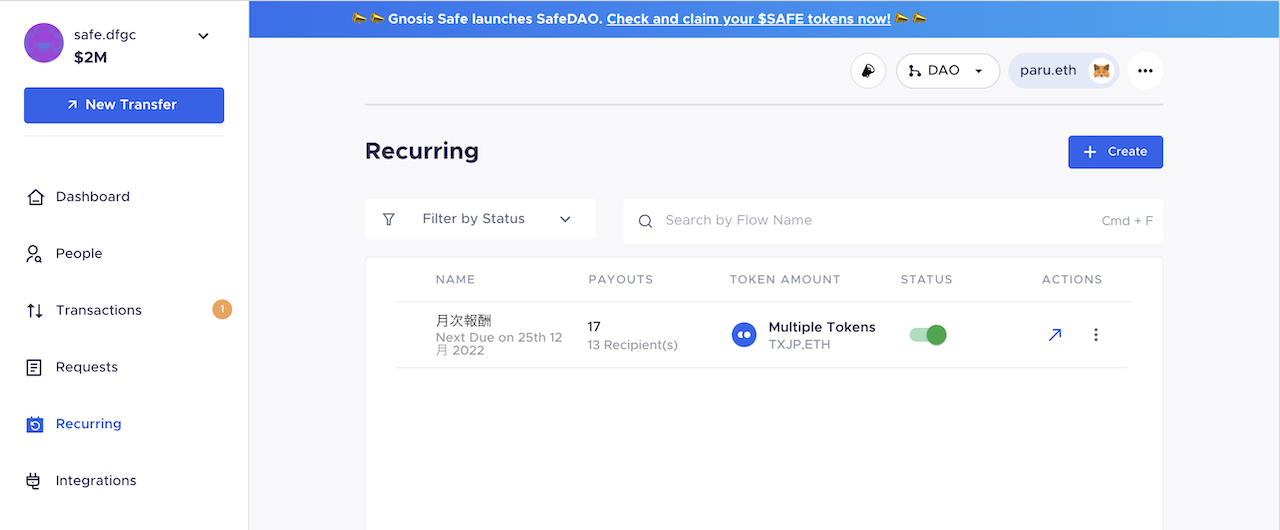 safe.dfgc
$2M
New Transfer
Dashboard
People
Transactions
1
Requests
Recurring
Integrations
Gnosis Safe launches SafeDAO. Check and claim your $SAFE tokens now!
DAO
paru.eth
Recurring
Create
Filter by Status
Search by Flow Name
Cmd + F
NAME
PAYOUTS
TOKEN AMOUNT
STATUS
ACTIONS
月次報酬
Next Due on 25th 12
月 2022
17
13 Recipient(s)
Multiple Tokens
TXJP,ETH